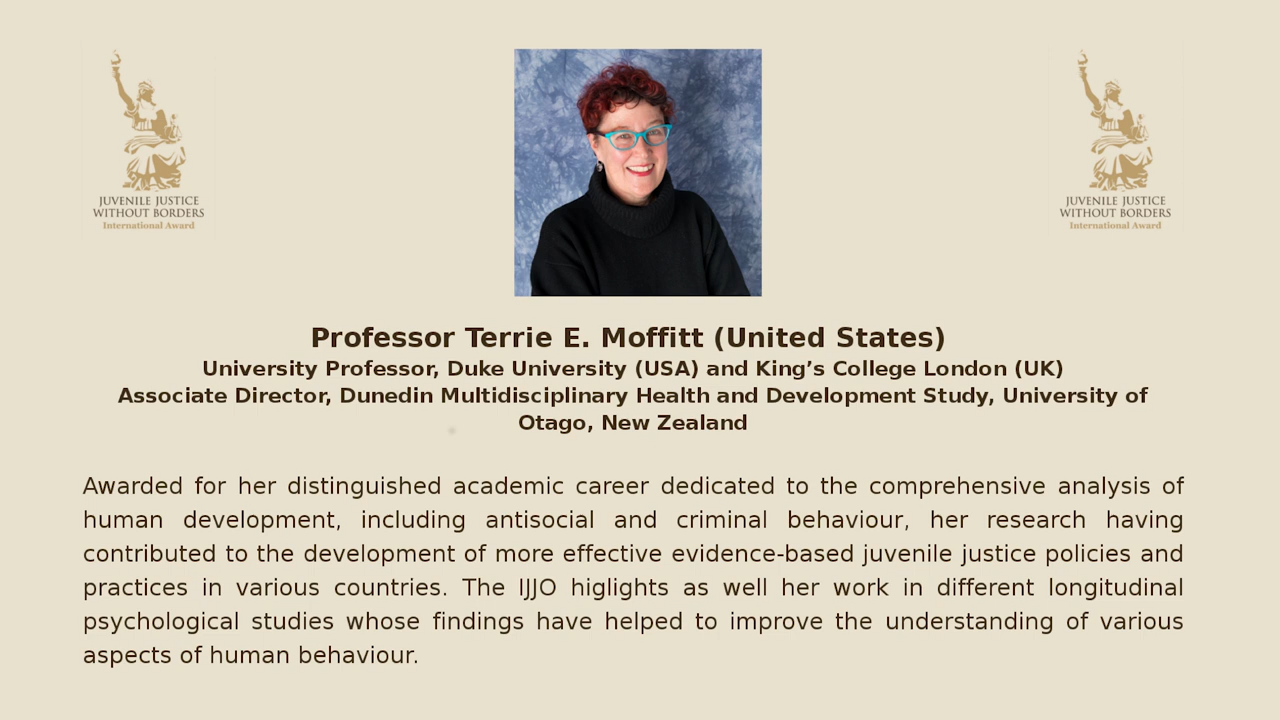 JUVENILE JUSTICE
WITHOUT BORDERS
International Award
JUVENILE JUSTICE
WITHOUT BORDERS
International Award
Professor Terrie E. Moffitt (United States)
University Professor, Duke University (USA) and King’s College London (UK)
Associate Director, Dunedin Multidisciplinary Health and Development Study, University of
Otago, New Zealand
Awarded for her distinguished academic career dedicated to the comprehensive analysis of
human development, including antisocial and criminal behaviour, her research having
contributed to the development of more effective evidence-based juvenile justice policies and
practices in various countries. The IJJO higlights as well her work in different longitudinal
psychological studies whose findings have helped to improve the understanding of various
aspects of human behaviour.